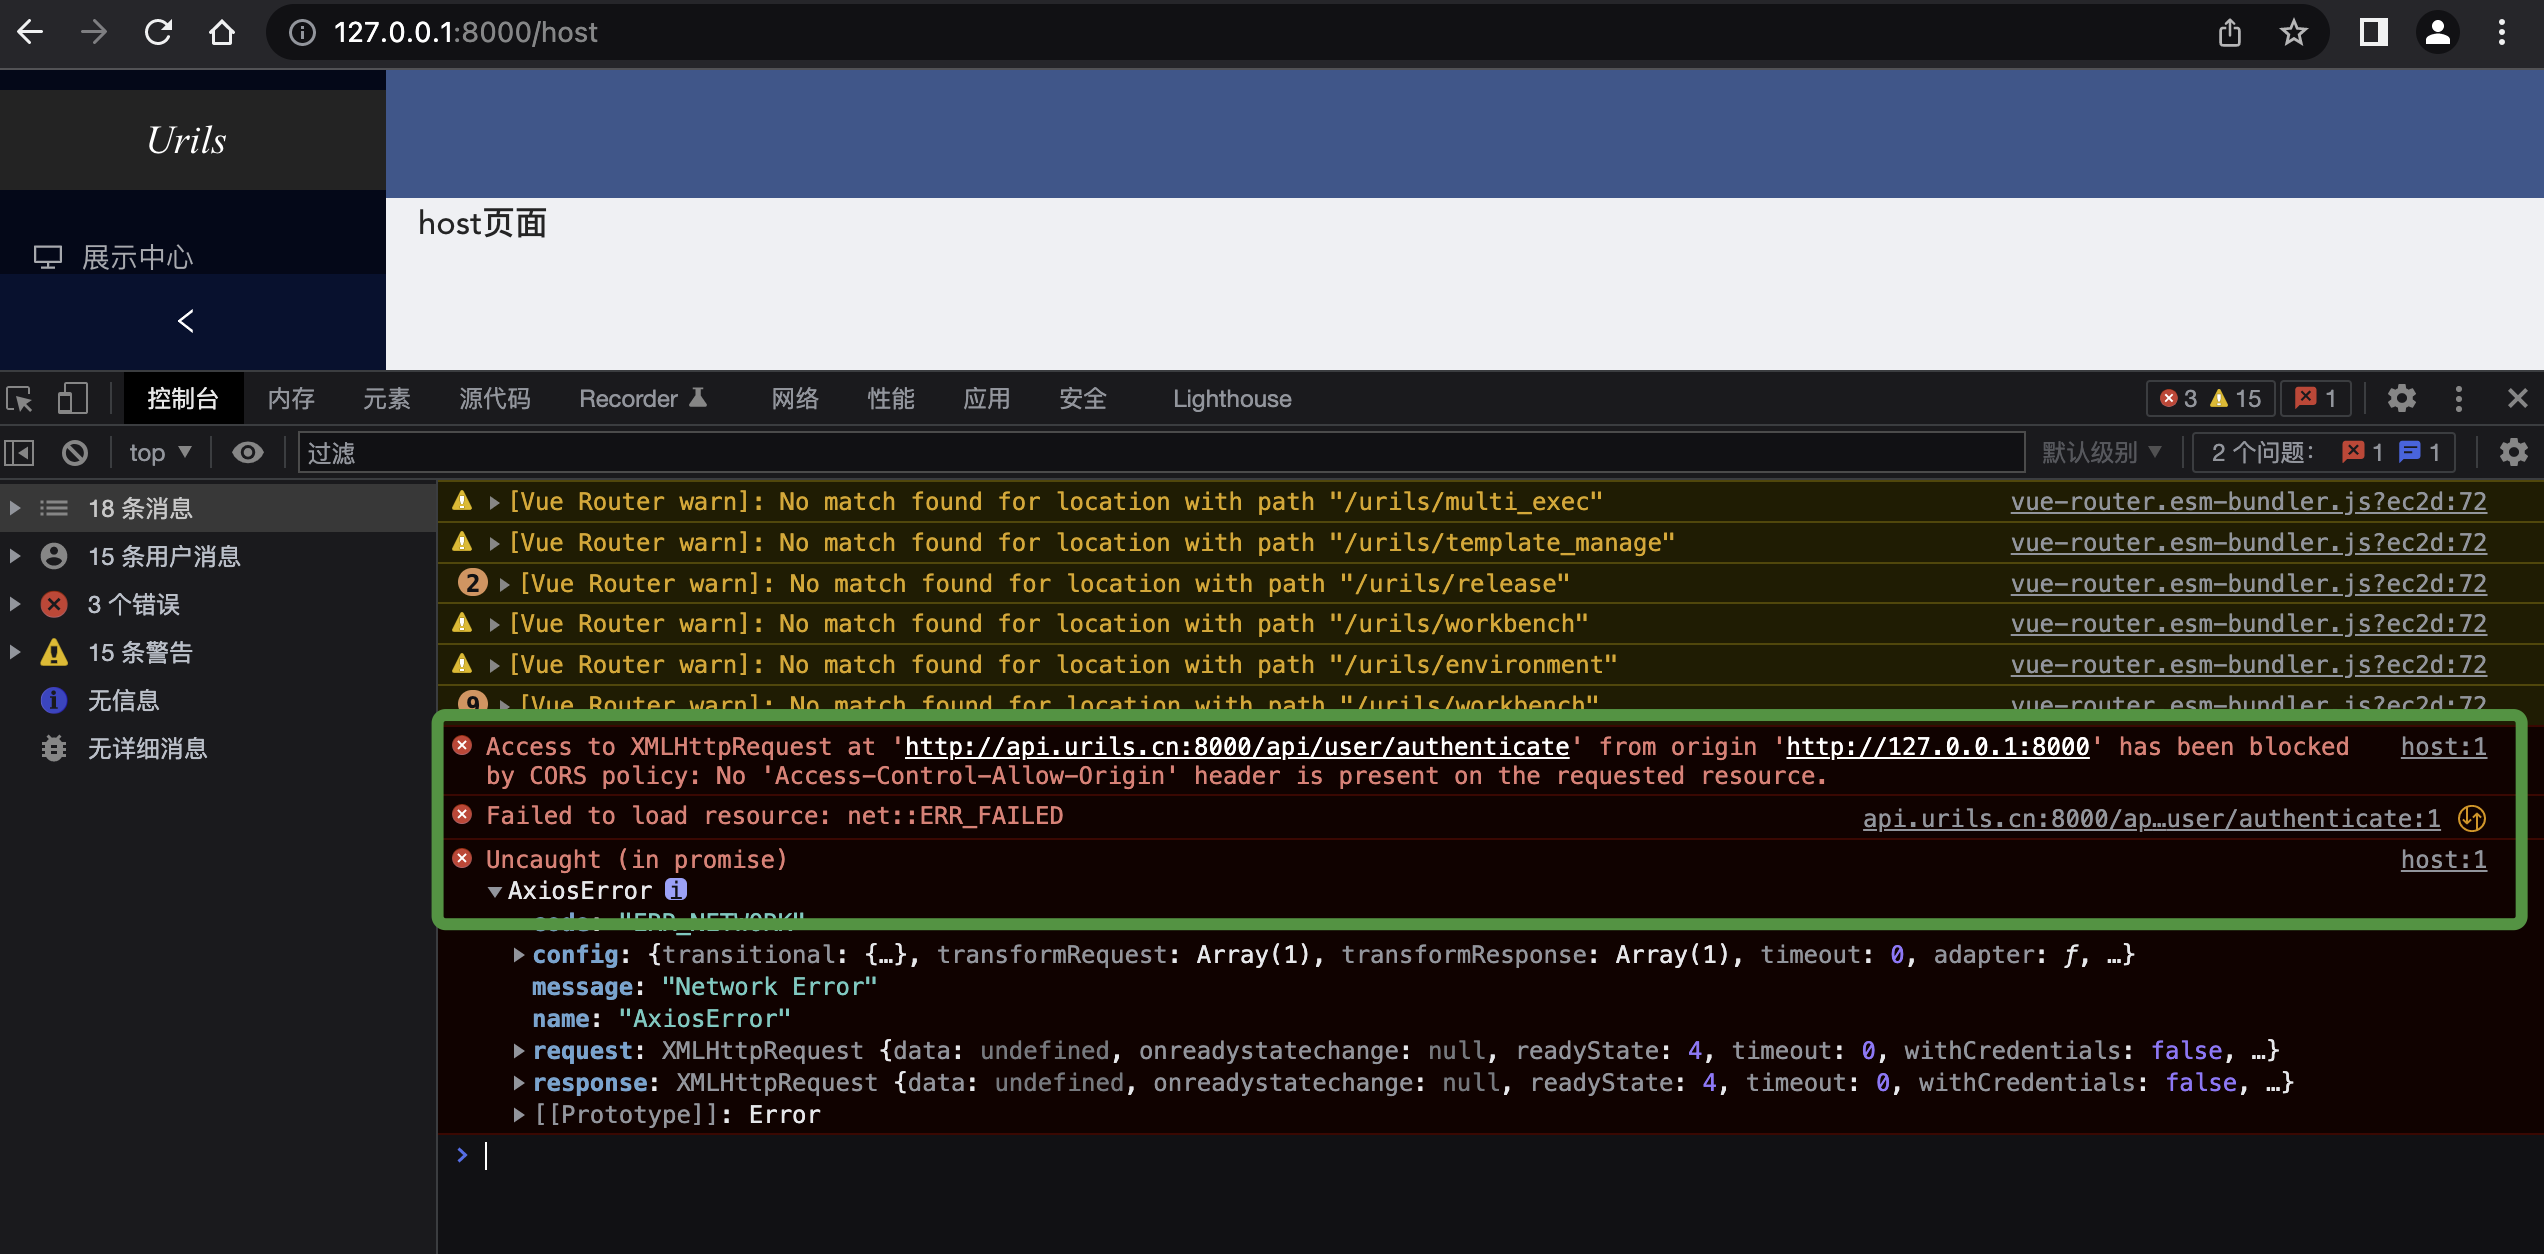 127.0.0.1:8000/host
Urils
host页面
展示中心
控制台 内存 元素 源代码 Recorder 网络 性能 应用 安全 Lighthouse 3 15 1
top 过滤 默认级别 2 个问题: 1 1
18 条消息
15 条用户消息
3 个错误
15 条警告
无信息
无详细消息
[Vue Router warn]: No match found for location with path "/urils/multi_exec" vue-router.esm-bundler.js?ec2d:72
[Vue Router warn]: No match found for location with path "/urils/template_manage" vue-router.esm-bundler.js?ec2d:72
2 [Vue Router warn]: No match found for location with path "/urils/release" vue-router.esm-bundler.js?ec2d:72
[Vue Router warn]: No match found for location with path "/urils/workbench" vue-router.esm-bundler.js?ec2d:72
[Vue Router warn]: No match found for location with path "/urils/environment" vue-router.esm-bundler.js?ec2d:72
9 [Vue Router warn]: No match found for location with path "/urils/workbench" vue-router.esm-bundler.js?ec2d:72
Access to XMLHttpRequest at 'http://api.urils.cn:8000/api/user/authenticate' from origin 'http://127.0.0.1:8000' has been blocked host:1
by CORS policy: No 'Access-Control-Allow-Origin' header is present on the requested resource.
Failed to load resource: net::ERR_FAILED api.urils.cn:8000/ap…user/authenticate:1
Uncaught (in promise) host:1
AxiosError i
code: "ERR_NETWORK"
config: {transitional: {…}, transformRequest: Array(1), transformResponse: Array(1), timeout: 0, adapter: ƒ, …}
message: "Network Error"
name: "AxiosError"
request: XMLHttpRequest {data: undefined, onreadystatechange: null, readyState: 4, timeout: 0, withCredentials: false, …}
response: XMLHttpRequest {data: undefined, onreadystatechange: null, readyState: 4, timeout: 0, withCredentials: false, …}
[[Prototype]]: Error